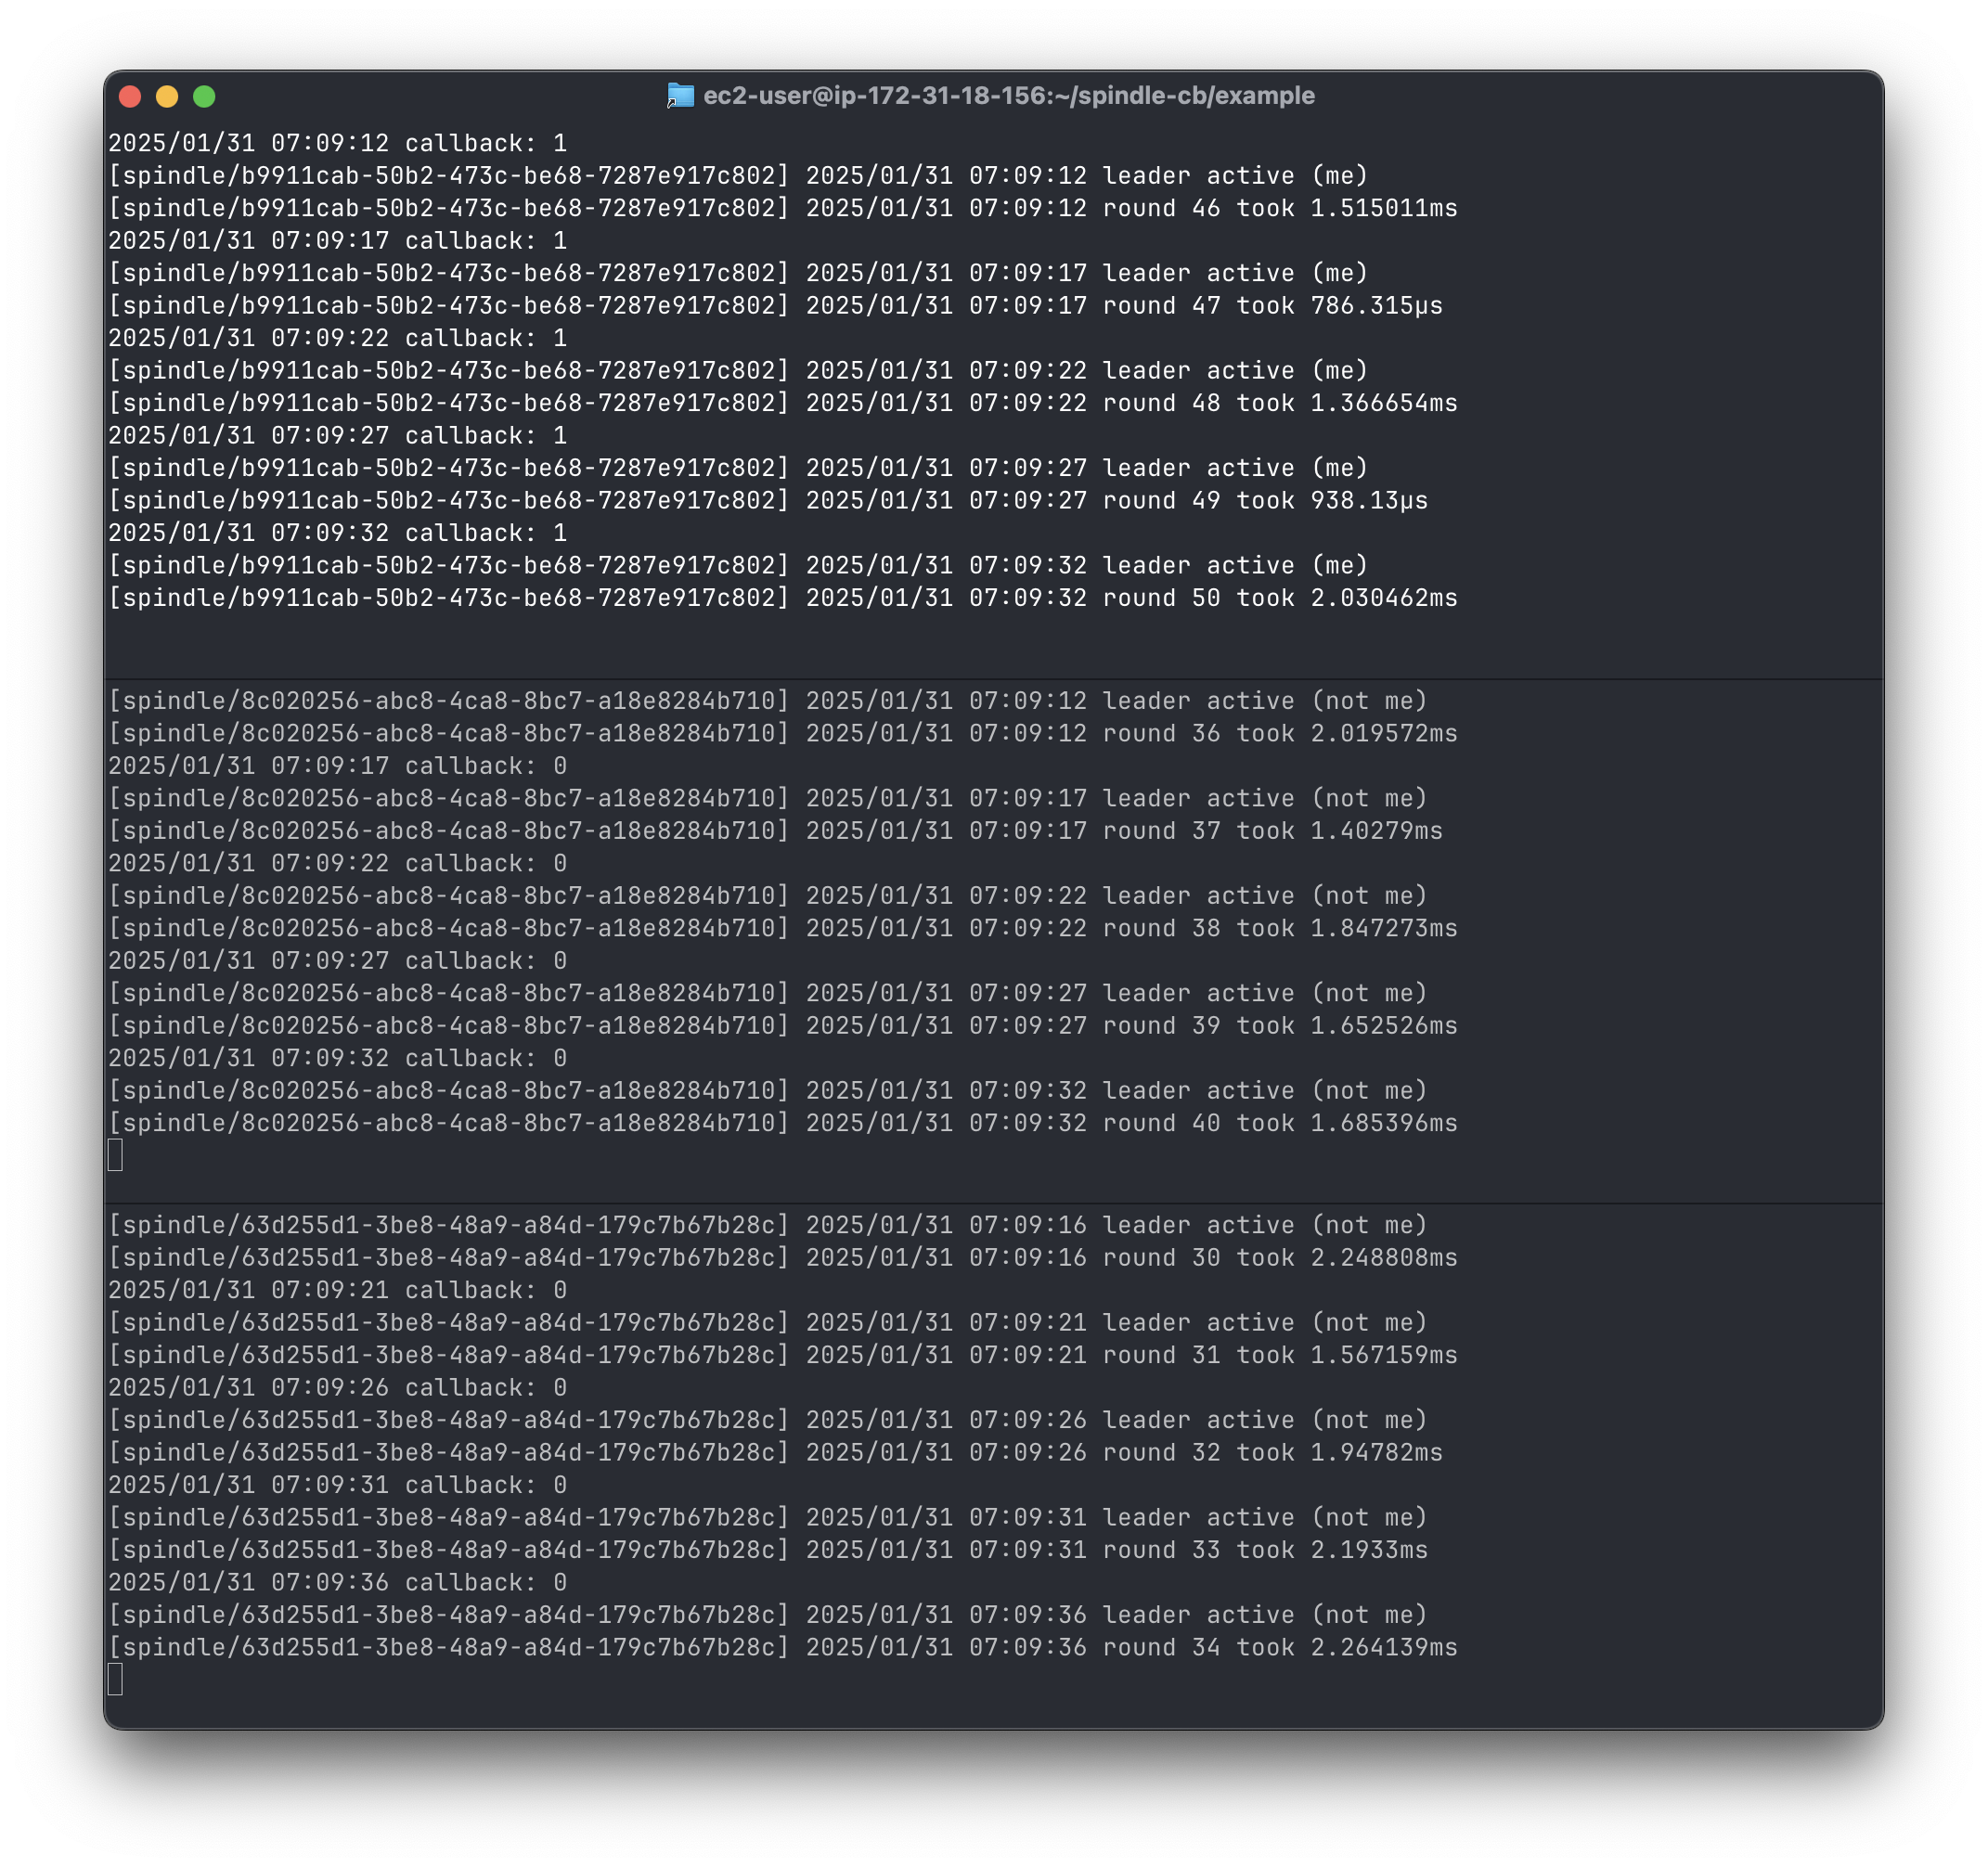 ec2-user@ip-172-31-18-156:~/spindle-cb/example
2025/01/31 07:09:12 callback: 1
[spindle/b9911cab-50b2-473c-be68-7287e917c802] 2025/01/31 07:09:12 leader active (me)
[spindle/b9911cab-50b2-473c-be68-7287e917c802] 2025/01/31 07:09:12 round 46 took 1.515011ms
2025/01/31 07:09:17 callback: 1
[spindle/b9911cab-50b2-473c-be68-7287e917c802] 2025/01/31 07:09:17 leader active (me)
[spindle/b9911cab-50b2-473c-be68-7287e917c802] 2025/01/31 07:09:17 round 47 took 786.315µs
2025/01/31 07:09:22 callback: 1
[spindle/b9911cab-50b2-473c-be68-7287e917c802] 2025/01/31 07:09:22 leader active (me)
[spindle/b9911cab-50b2-473c-be68-7287e917c802] 2025/01/31 07:09:22 round 48 took 1.366654ms
2025/01/31 07:09:27 callback: 1
[spindle/b9911cab-50b2-473c-be68-7287e917c802] 2025/01/31 07:09:27 leader active (me)
[spindle/b9911cab-50b2-473c-be68-7287e917c802] 2025/01/31 07:09:27 round 49 took 938.13µs
2025/01/31 07:09:32 callback: 1
[spindle/b9911cab-50b2-473c-be68-7287e917c802] 2025/01/31 07:09:32 leader active (me)
[spindle/b9911cab-50b2-473c-be68-7287e917c802] 2025/01/31 07:09:32 round 50 took 2.030462ms
[spindle/8c020256-abc8-4ca8-8bc7-a18e8284b710] 2025/01/31 07:09:12 leader active (not me)
[spindle/8c020256-abc8-4ca8-8bc7-a18e8284b710] 2025/01/31 07:09:12 round 36 took 2.019572ms
2025/01/31 07:09:17 callback: 0
[spindle/8c020256-abc8-4ca8-8bc7-a18e8284b710] 2025/01/31 07:09:17 leader active (not me)
[spindle/8c020256-abc8-4ca8-8bc7-a18e8284b710] 2025/01/31 07:09:17 round 37 took 1.40279ms
2025/01/31 07:09:22 callback: 0
[spindle/8c020256-abc8-4ca8-8bc7-a18e8284b710] 2025/01/31 07:09:22 leader active (not me)
[spindle/8c020256-abc8-4ca8-8bc7-a18e8284b710] 2025/01/31 07:09:22 round 38 took 1.847273ms
2025/01/31 07:09:27 callback: 0
[spindle/8c020256-abc8-4ca8-8bc7-a18e8284b710] 2025/01/31 07:09:27 leader active (not me)
[spindle/8c020256-abc8-4ca8-8bc7-a18e8284b710] 2025/01/31 07:09:27 round 39 took 1.652526ms
2025/01/31 07:09:32 callback: 0
[spindle/8c020256-abc8-4ca8-8bc7-a18e8284b710] 2025/01/31 07:09:32 leader active (not me)
[spindle/8c020256-abc8-4ca8-8bc7-a18e8284b710] 2025/01/31 07:09:32 round 40 took 1.685396ms
[spindle/63d255d1-3be8-48a9-a84d-179c7b67b28c] 2025/01/31 07:09:16 leader active (not me)
[spindle/63d255d1-3be8-48a9-a84d-179c7b67b28c] 2025/01/31 07:09:16 round 30 took 2.248808ms
2025/01/31 07:09:21 callback: 0
[spindle/63d255d1-3be8-48a9-a84d-179c7b67b28c] 2025/01/31 07:09:21 leader active (not me)
[spindle/63d255d1-3be8-48a9-a84d-179c7b67b28c] 2025/01/31 07:09:21 round 31 took 1.567159ms
2025/01/31 07:09:26 callback: 0
[spindle/63d255d1-3be8-48a9-a84d-179c7b67b28c] 2025/01/31 07:09:26 leader active (not me)
[spindle/63d255d1-3be8-48a9-a84d-179c7b67b28c] 2025/01/31 07:09:26 round 32 took 1.94782ms
2025/01/31 07:09:31 callback: 0
[spindle/63d255d1-3be8-48a9-a84d-179c7b67b28c] 2025/01/31 07:09:31 leader active (not me)
[spindle/63d255d1-3be8-48a9-a84d-179c7b67b28c] 2025/01/31 07:09:31 round 33 took 2.1933ms
2025/01/31 07:09:36 callback: 0
[spindle/63d255d1-3be8-48a9-a84d-179c7b67b28c] 2025/01/31 07:09:36 leader active (not me)
[spindle/63d255d1-3be8-48a9-a84d-179c7b67b28c] 2025/01/31 07:09:36 round 34 took 2.264139ms